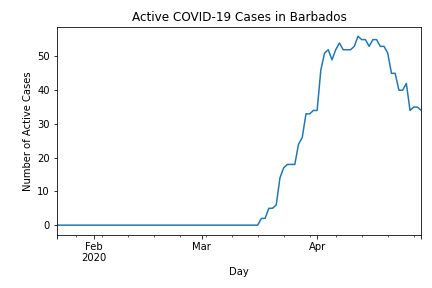 Active COVID-19 Cases in Barbados
Number of Active Cases
50
40
30
20
10
0
Feb
2020
Mar
Apr
Day